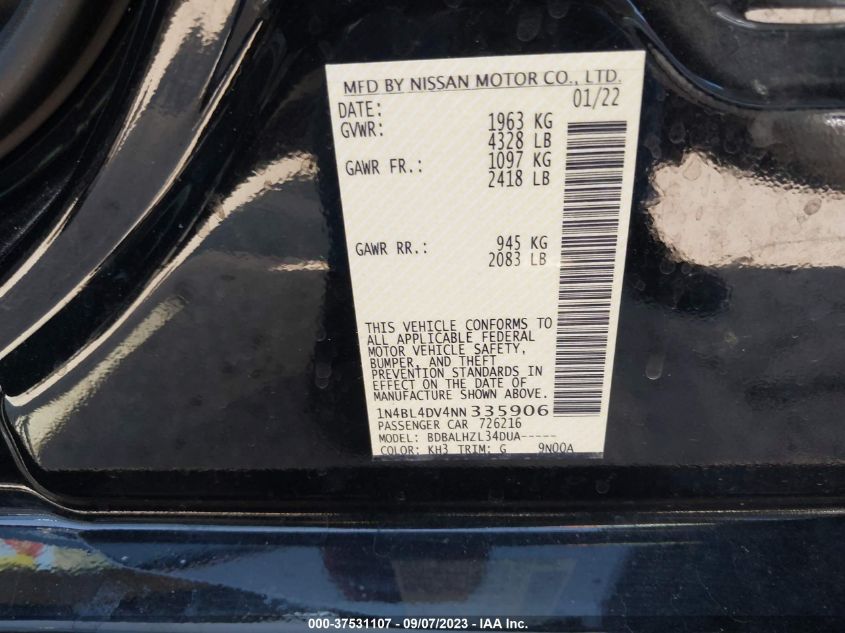 MFD BY NISSAN MOTOR CO., LTD.
DATE: 01/22
GVWR: 1963 KG
4328 LB
GAWR FR.: 1097 KG
2418 LB
GAWR RR.: 945 KG
2083 LB
THIS VEHICLE CONFORMS TO
ALL APPLICABLE FEDERAL
MOTOR VEHICLE SAFETY,
BUMPER, AND THEFT
PREVENTION STANDARDS IN
EFFECT ON THE DATE OF
MANUFACTURE SHOWN ABOVE.
1N4BL4DV4NN335906
PASSENGER CAR 726216
MODEL: BDBALHZL34DUA-----
COLOR: KH3 TRIM: G 9N00A
000-37531107 - 09/07/2023 - IAA Inc.